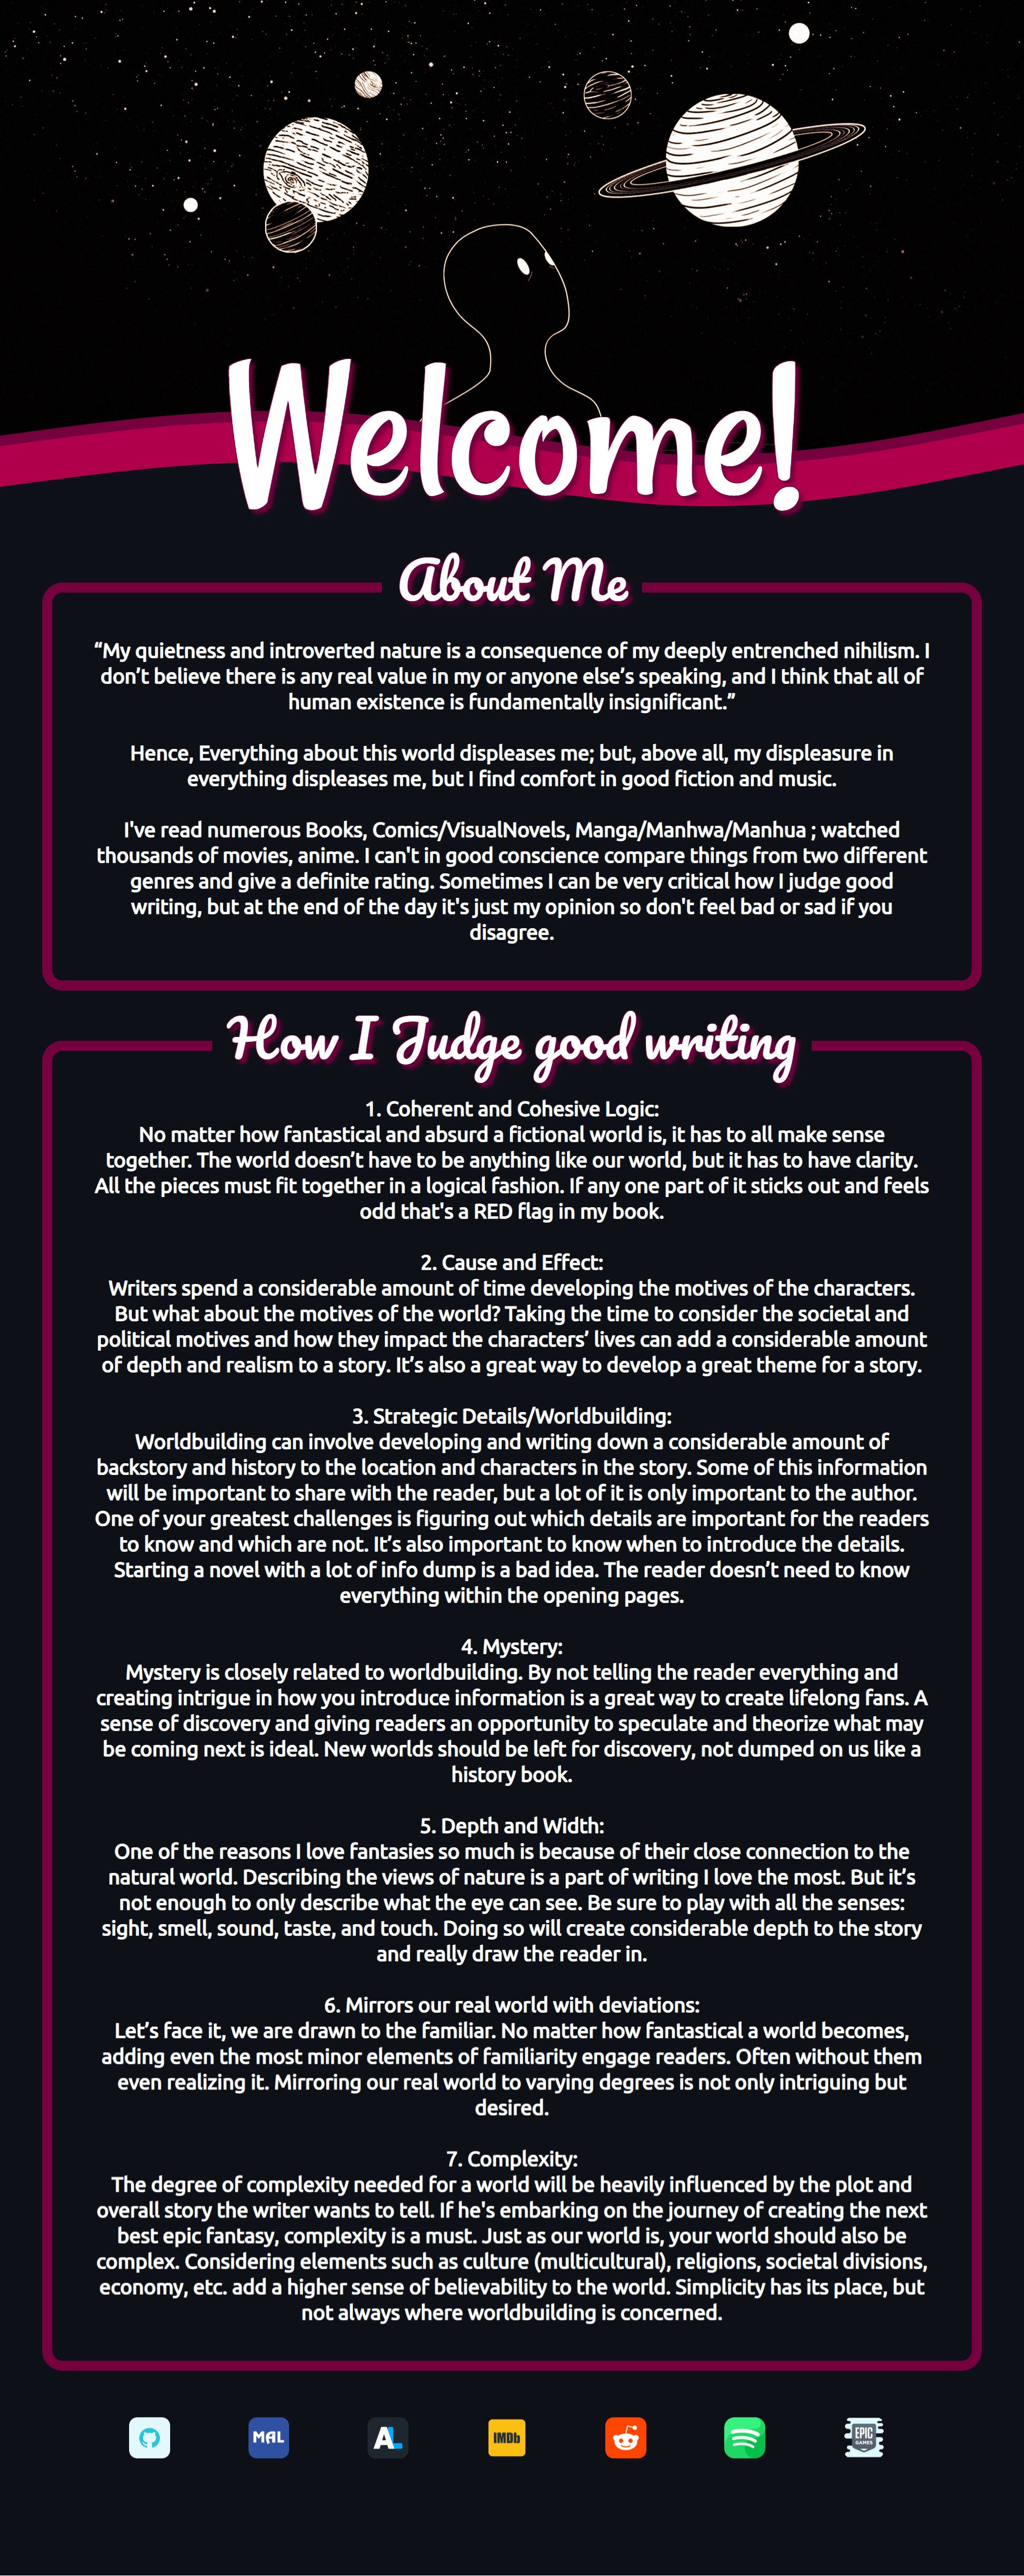 Welcome!
About Me
“My quietness and introverted nature is a consequence of my deeply entrenched nihilism. I
don’t believe there is any real value in my or anyone else’s speaking, and I think that all of
human existence is fundamentally insignificant.”
Hence, Everything about this world displeases me; but, above all, my displeasure in
everything displeases me, but I find comfort in good fiction and music.
I've read numerous Books, Comics/VisualNovels, Manga/Manhwa/Manhua ; watched
thousands of movies, anime. I can't in good conscience compare things from two different
genres and give a definite rating. Sometimes I can be very critical how I judge good
writing, but at the end of the day it's just my opinion so don't feel bad or sad if you
disagree.
How I Judge good writing
1. Coherent and Cohesive Logic:
No matter how fantastical and absurd a fictional world is, it has to all make sense
together. The world doesn’t have to be anything like our world, but it has to have clarity.
All the pieces must fit together in a logical fashion. If any one part of it sticks out and feels
odd that's a RED flag in my book.
2. Cause and Effect:
Writers spend a considerable amount of time developing the motives of the characters.
But what about the motives of the world? Taking the time to consider the societal and
political motives and how they impact the characters’ lives can add a considerable amount
of depth and realism to a story. It’s also a great way to develop a great theme for a story.
3. Strategic Details/Worldbuilding:
Worldbuilding can involve developing and writing down a considerable amount of
backstory and history to the location and characters in the story. Some of this information
will be important to share with the reader, but a lot of it is only important to the author.
One of your greatest challenges is figuring out which details are important for the readers
to know and which are not. It’s also important to know when to introduce the details.
Starting a novel with a lot of info dump is a bad idea. The reader doesn’t need to know
everything within the opening pages.
4. Mystery:
Mystery is closely related to worldbuilding. By not telling the reader everything and
creating intrigue in how you introduce information is a great way to create lifelong fans. A
sense of discovery and giving readers an opportunity to speculate and theorize what may
be coming next is ideal. New worlds should be left for discovery, not dumped on us like a
history book.
5. Depth and Width:
One of the reasons I love fantasies so much is because of their close connection to the
natural world. Describing the views of nature is a part of writing I love the most. But it’s
not enough to only describe what the eye can see. Be sure to play with all the senses:
sight, smell, sound, taste, and touch. Doing so will create considerable depth to the story
and really draw the reader in.
6. Mirrors our real world with deviations:
Let’s face it, we are drawn to the familiar. No matter how fantastical a world becomes,
adding even the most minor elements of familiarity engage readers. Often without them
even realizing it. Mirroring our real world to varying degrees is not only intriguing but
desired.
7. Complexity:
The degree of complexity needed for a world will be heavily influenced by the plot and
overall story the writer wants to tell. If he's embarking on the journey of creating the next
best epic fantasy, complexity is a must. Just as our world is, your world should also be
complex. Considering elements such as culture (multicultural), religions, societal divisions,
economy, etc. add a higher sense of believability to the world. Simplicity has its place, but
not always where worldbuilding is concerned.
MAL AL IMDb EPIC
GAMES